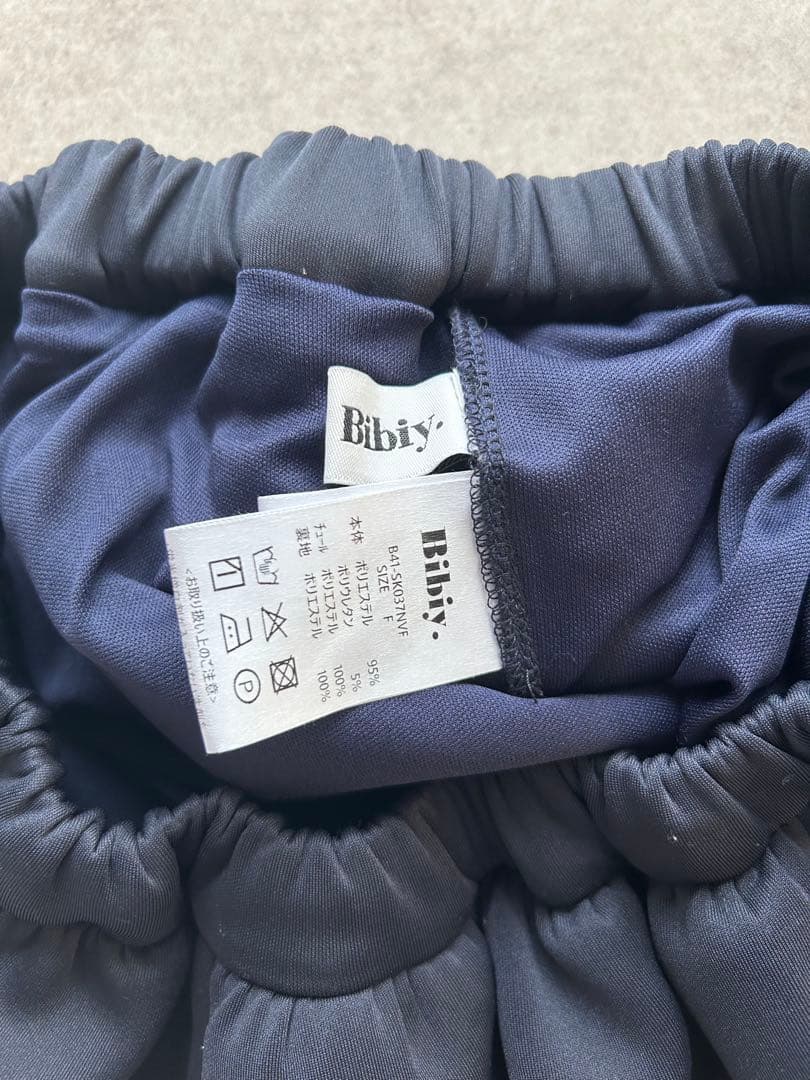 Bibiy.
Bibiy.
B41-SK037NVF
SIZE F
本体 ポリエステル 95%
ポリウレタン 5%
チュール ポリエステル 100%
裏地 ポリエステル 100%
<お取り扱い上のご注意>